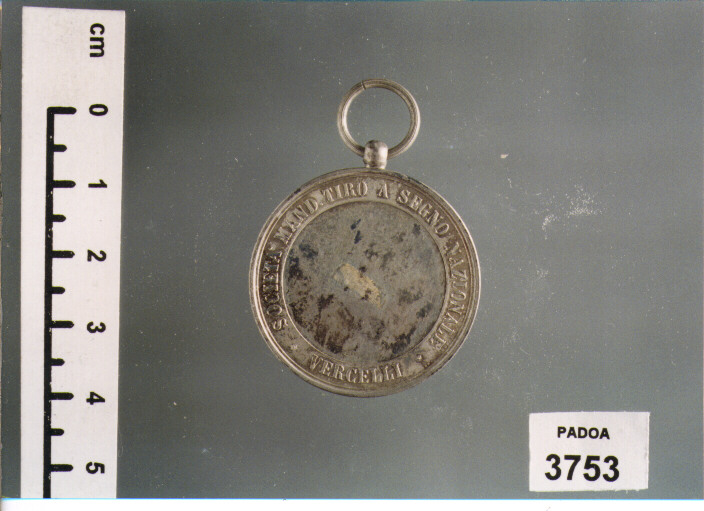 cm
0
1
2
3
4
5
SOCIETÀ MAND. TIRO A SEGNO NAZIONALE
VERCELLI
PADOA
3753